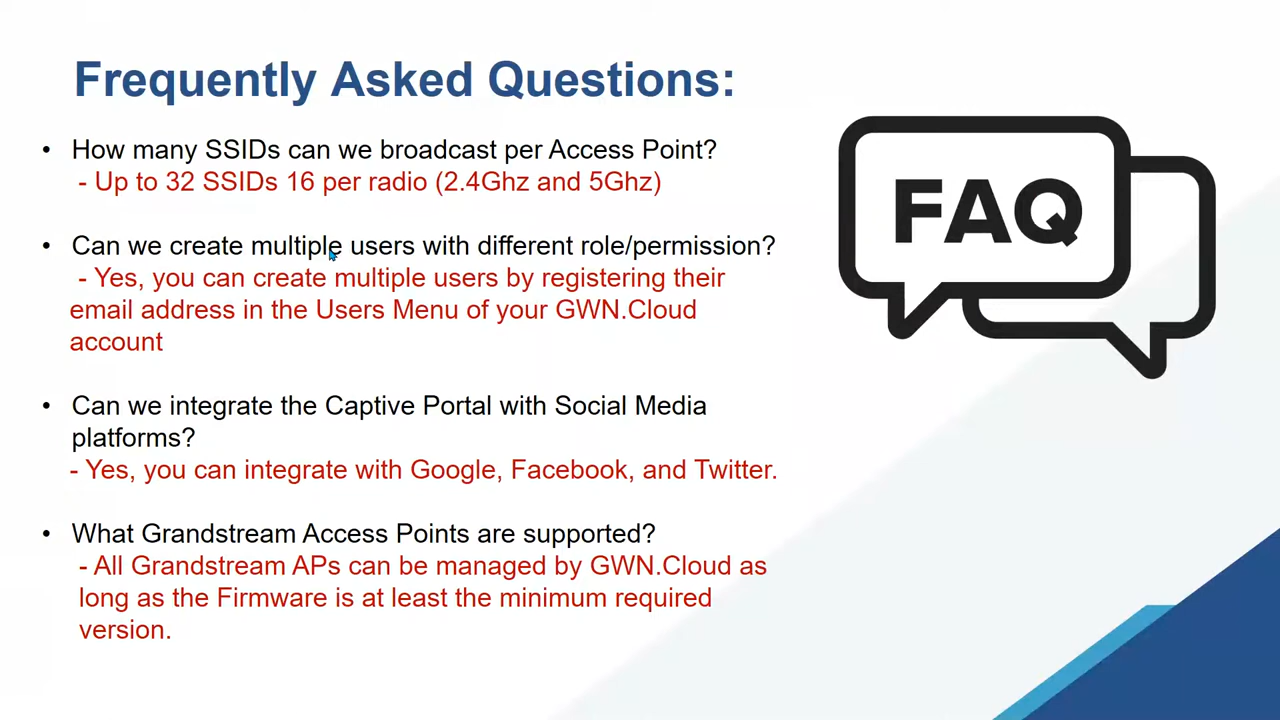 Frequently Asked Questions:
• How many SSIDs can we broadcast per Access Point?
- Up to 32 SSIDs 16 per radio (2.4Ghz and 5Ghz)
• Can we create multiple users with different role/permission?
- Yes, you can create multiple users by registering their
email address in the Users Menu of your GWN.Cloud
account
• Can we integrate the Captive Portal with Social Media
platforms?
- Yes, you can integrate with Google, Facebook, and Twitter.
• What Grandstream Access Points are supported?
- All Grandstream APs can be managed by GWN.Cloud as
long as the Firmware is at least the minimum required
version.
FAQ